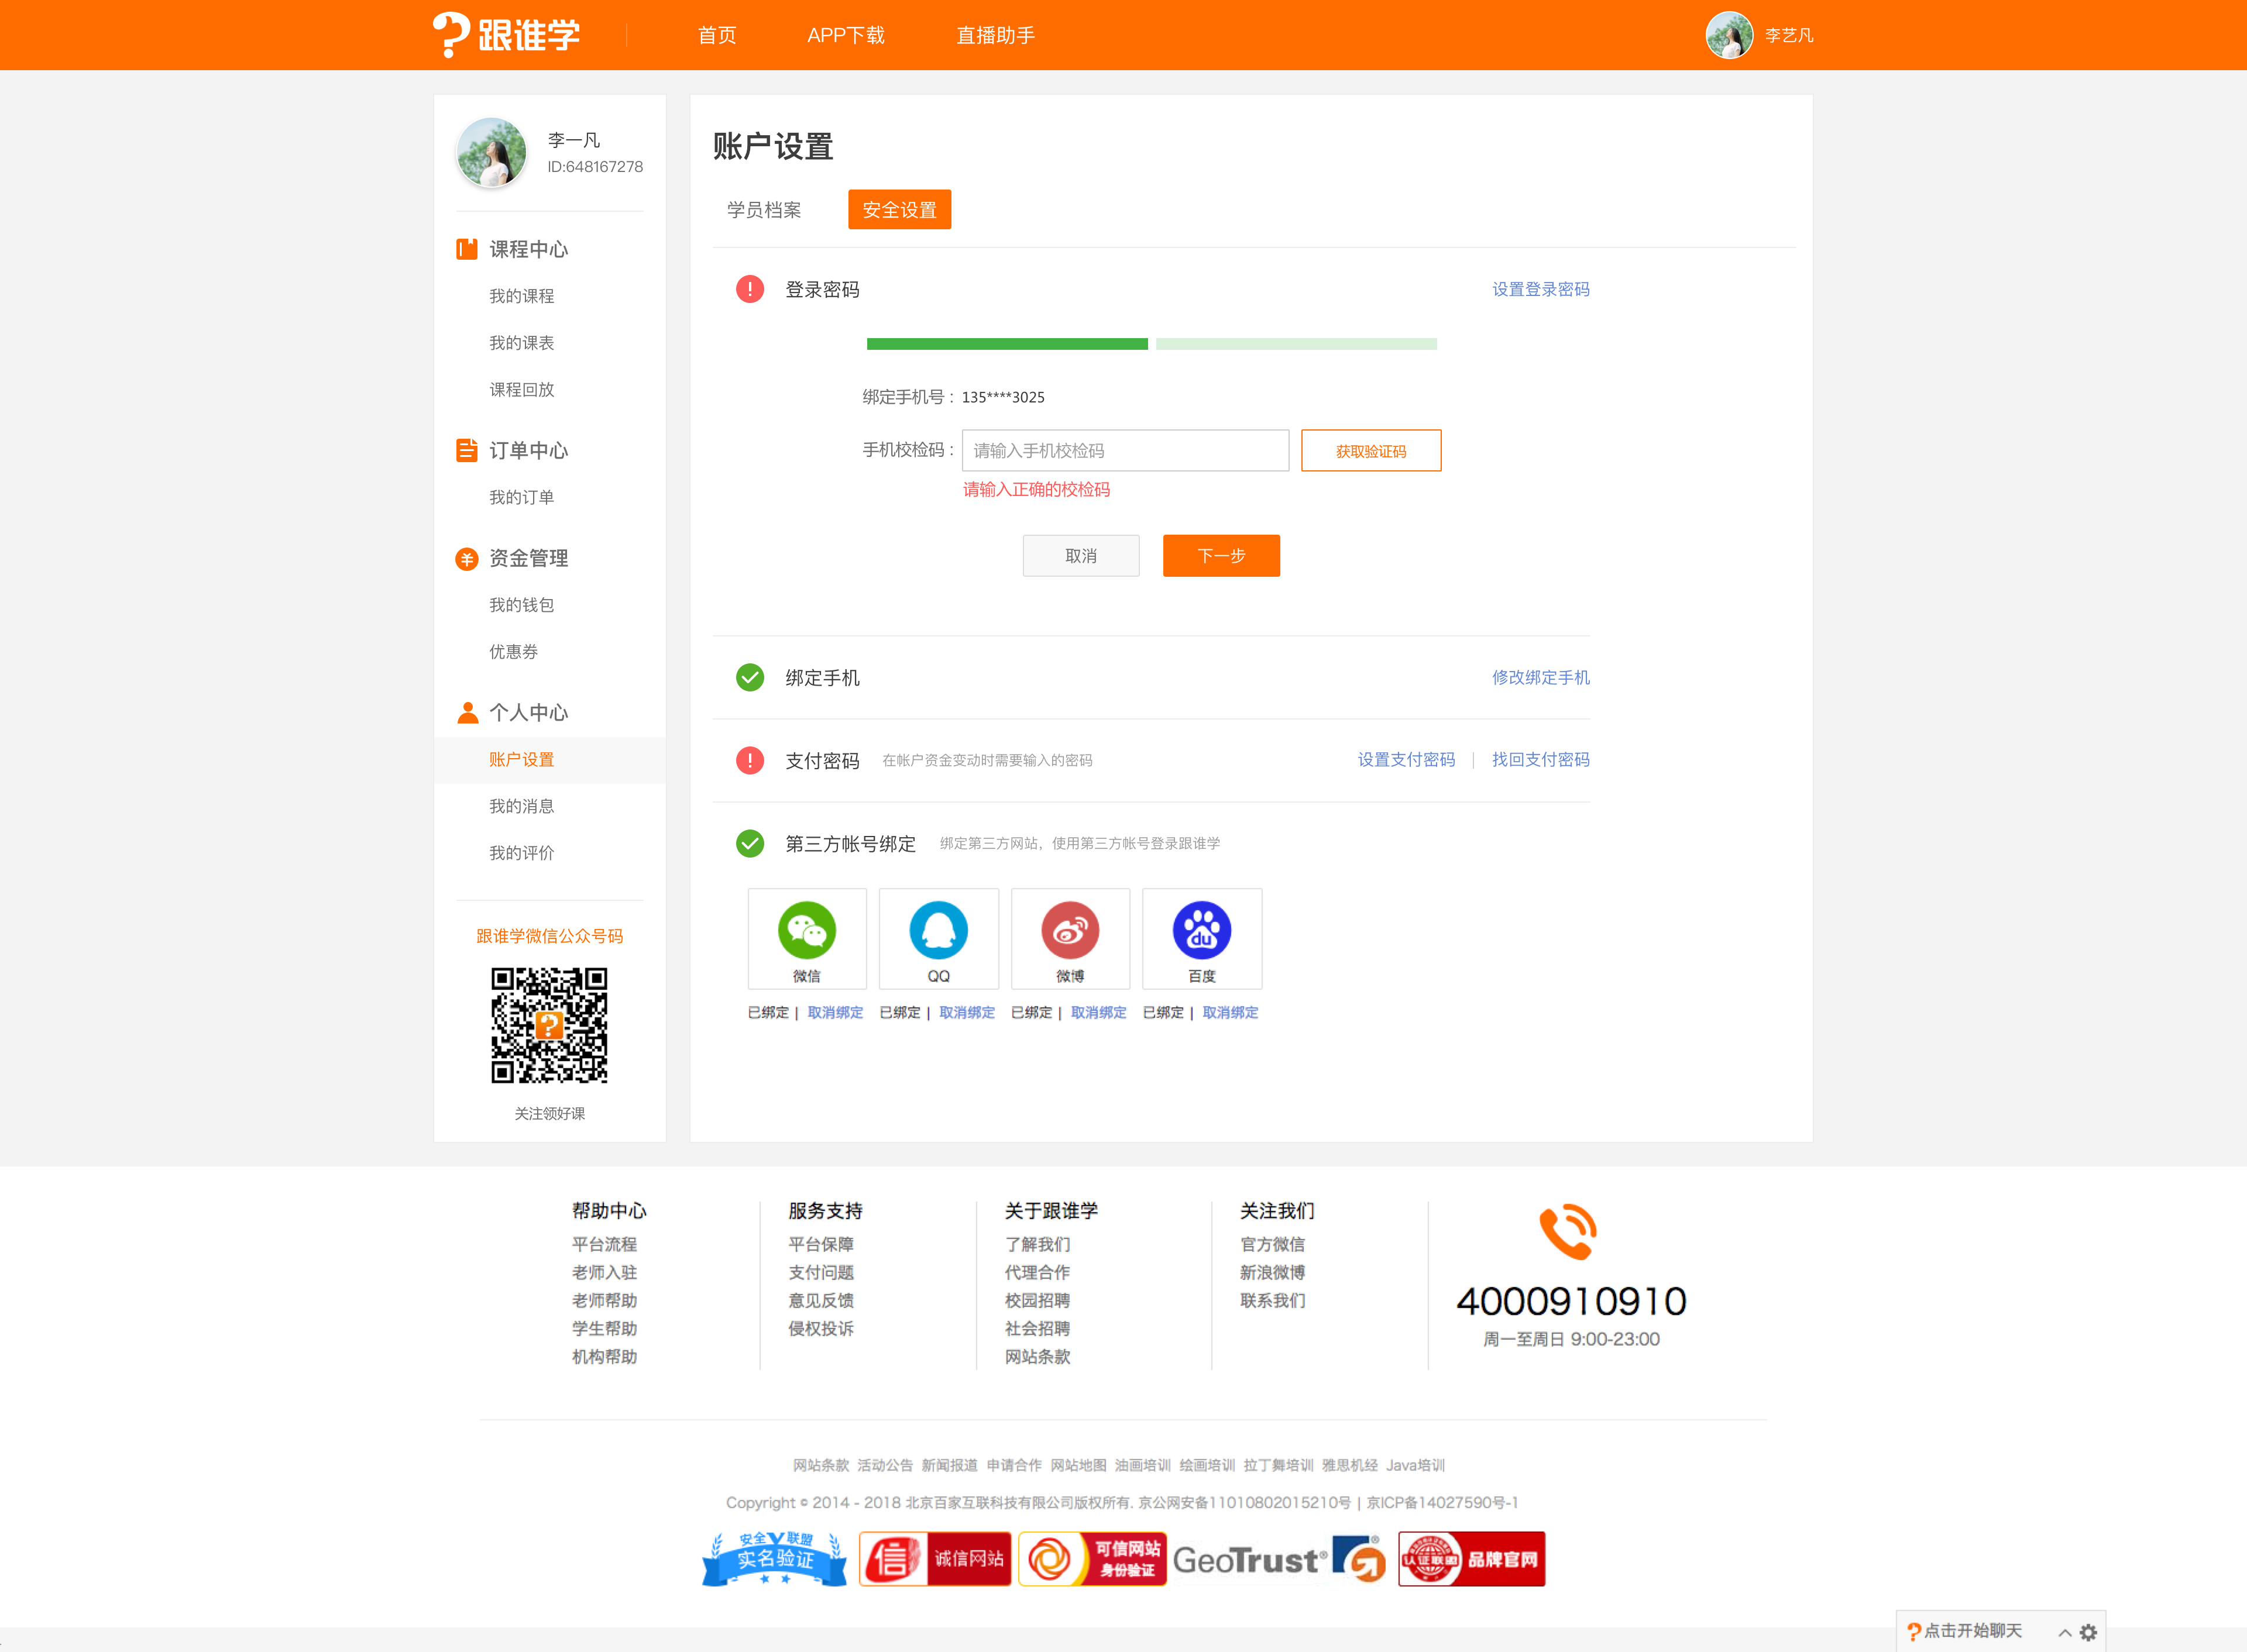 跟谁学 首页 APP下载 直播助手 李艺凡
李一凡
ID:648167278
课程中心
我的课程
我的课表
课程回放
订单中心
我的订单
资金管理
我的钱包
优惠券
个人中心
账户设置
我的消息
我的评价
跟谁学微信公众号码
关注领好课
账户设置
学员档案 安全设置
登录密码 设置登录密码
绑定手机号： 135****3025
手机校检码： 请输入手机校检码 获取验证码
请输入正确的校检码
取消 下一步
绑定手机 修改绑定手机
支付密码 在帐户资金变动时需要输入的密码 设置支付密码 | 找回支付密码
第三方帐号绑定 绑定第三方网站，使用第三方帐号登录跟谁学
du
微信 QQ 微博 百度
已绑定 | 取消绑定 已绑定 | 取消绑定 已绑定 | 取消绑定 已绑定 | 取消绑定
帮助中心
平台流程
老师入驻
老师帮助
学生帮助
机构帮助
服务支持
平台保障
支付问题
意见反馈
侵权投诉
关于跟谁学
了解我们
代理合作
校园招聘
社会招聘
网站条款
关注我们
官方微信
新浪微博
联系我们
4000910910
周一至周日 9:00-23:00
网站条款 活动公告 新闻报道 申请合作 网站地图 油画培训 绘画培训 拉丁舞培训 雅思机经 Java培训
Copyright © 2014 - 2018 北京百家互联科技有限公司版权所有. 京公网安备11010802015210号 | 京ICP备14027590号-1
安全联盟
实名验证
信 诚信网站
可信网站
身份验证
GeoTrust®
认证联盟 品牌官网
点击开始聊天